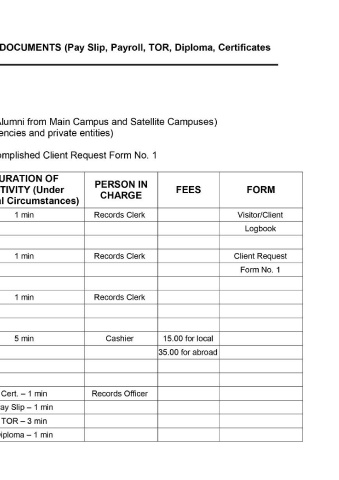 DOCUMENTS (Pay Slip, Payroll, TOR, Diploma, Certificates
Alumni from Main Campus and Satellite Campuses)
encies and private entities)
omplished Client Request Form No. 1
URATION OF
TIVITY (Under
al Circumstances)
PERSON IN
CHARGE
FEES
FORM
1 min Records Clerk Visitor/Client
Logbook
1 min Records Clerk Client Request
Form No. 1
1 min Records Clerk
5 min Cashier 15.00 for local
35.00 for abroad
Cert. – 1 min Records Officer
ay Slip – 1 min
TOR – 3 min
iploma – 1 min